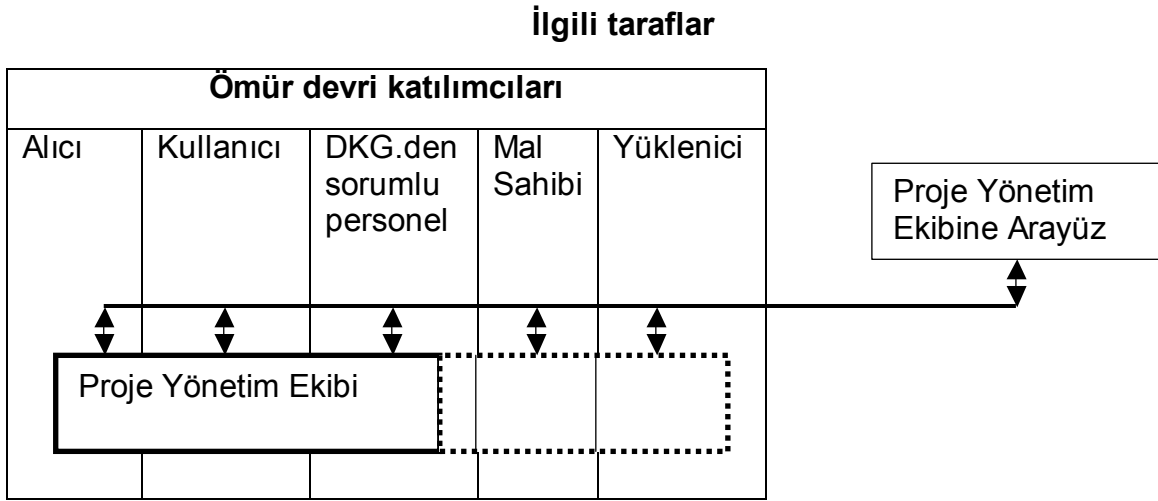 İlgili taraflar
Ömür devri katılımcıları
Alıcı
Kullanıcı
DKG.den
sorumlu
personel
Mal
Sahibi
Yüklenici
Proje Yönetim
Ekibine Arayüz
Proje Yönetim Ekibi